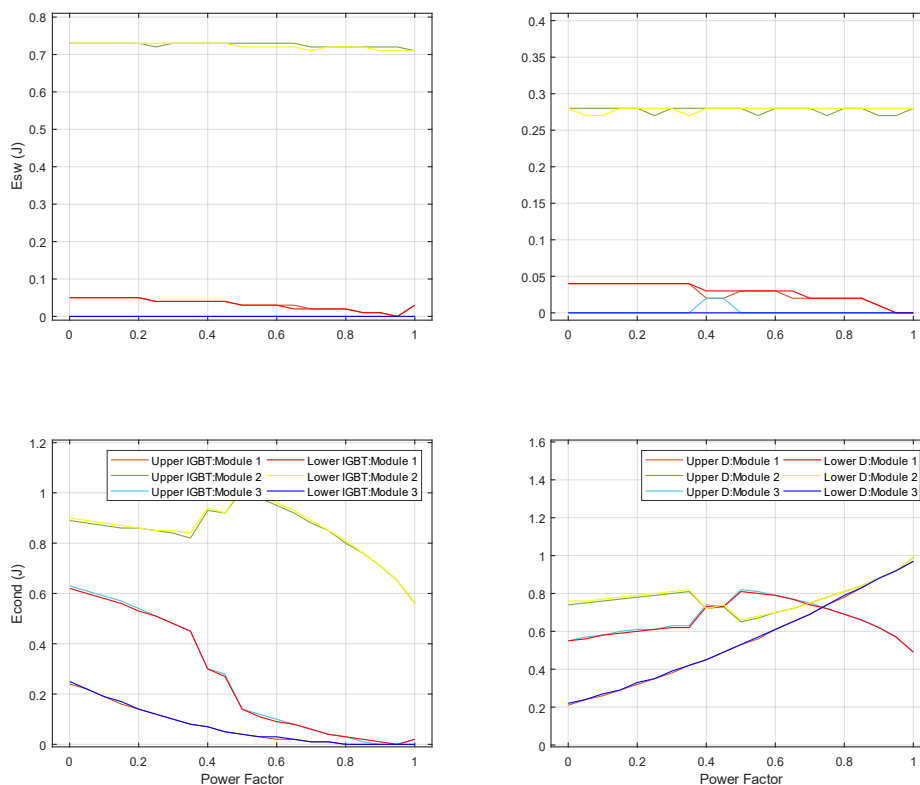 0.8
0.7
0.6
0.5
0.4
0.3
0.2
0.1
0
Esw (J)
0 0.2 0.4 0.6 0.8 1
0.4
0.35
0.3
0.25
0.2
0.15
0.1
0.05
0
0 0.2 0.4 0.6 0.8 1
1.2
1
0.8
0.6
0.4
0.2
0
Econd (J)
Upper IGBT:Module 1 Lower IGBT:Module 1
Upper IGBT:Module 2 Lower IGBT:Module 2
Upper IGBT:Module 3 Lower IGBT:Module 3
0 0.2 0.4 0.6 0.8 1
Power Factor
1.6
1.4
1.2
1
0.8
0.6
0.4
0.2
0
Upper D:Module 1 Lower D:Module 1
Upper D:Module 2 Lower D:Module 2
Upper D:Module 3 Lower D:Module 3
0 0.2 0.4 0.6 0.8 1
Power Factor